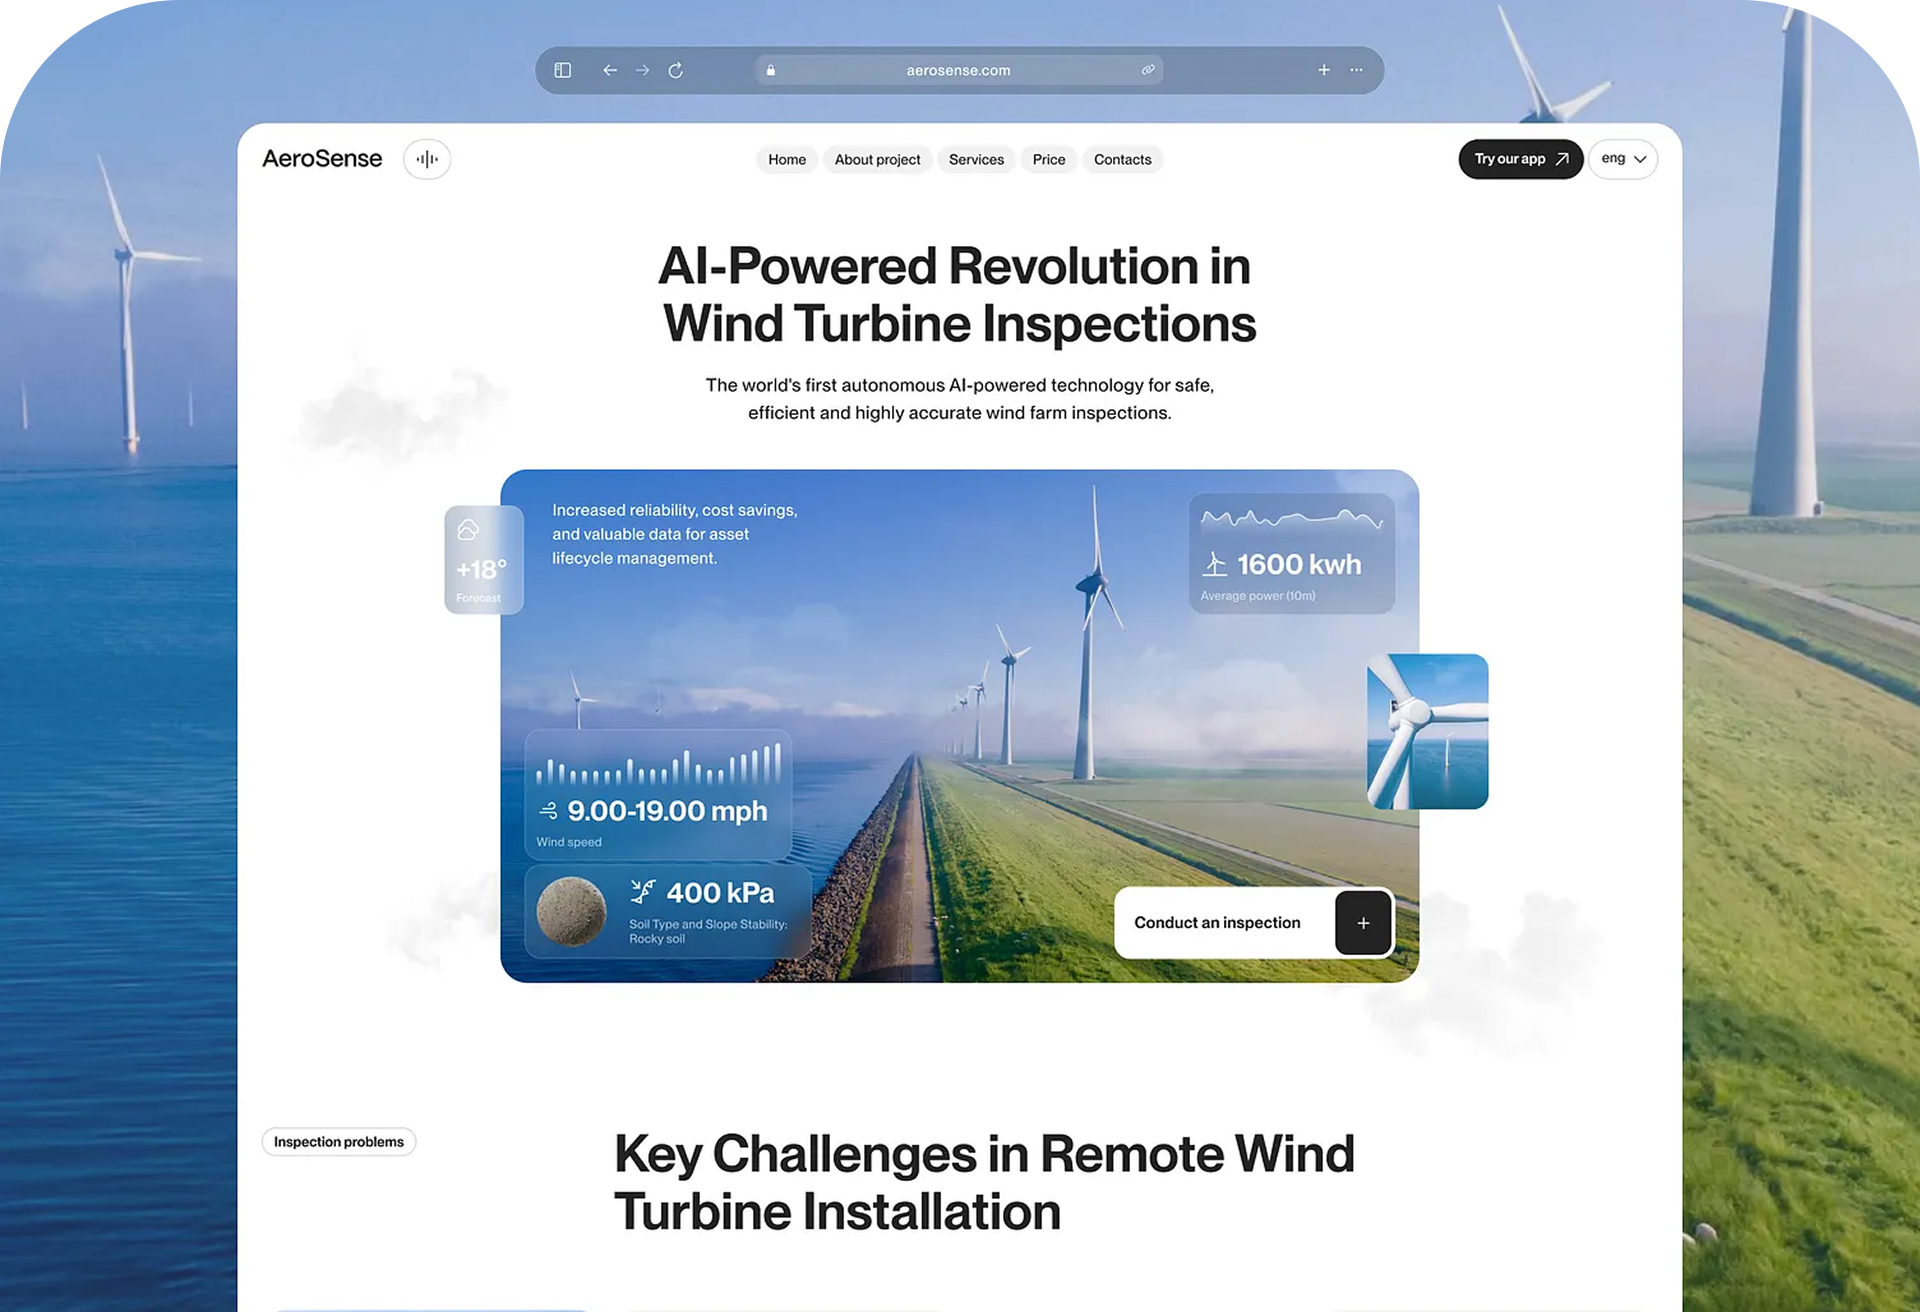 aerosense.com
AeroSense
Home
About project
Services
Price
Contacts
Try our app
eng
AI-Powered Revolution in
Wind Turbine Inspections
The world's first autonomous AI-powered technology for safe,
efficient and highly accurate wind farm inspections.
+18°
Forecast
Increased reliability, cost savings,
and valuable data for asset
lifecycle management.
1600 kwh
Average power (10m)
9.00-19.00 mph
Wind speed
400 kPa
Soil Type and Slope Stability:
Rocky soil
Conduct an inspection
Inspection problems
Key Challenges in Remote Wind
Turbine Installation